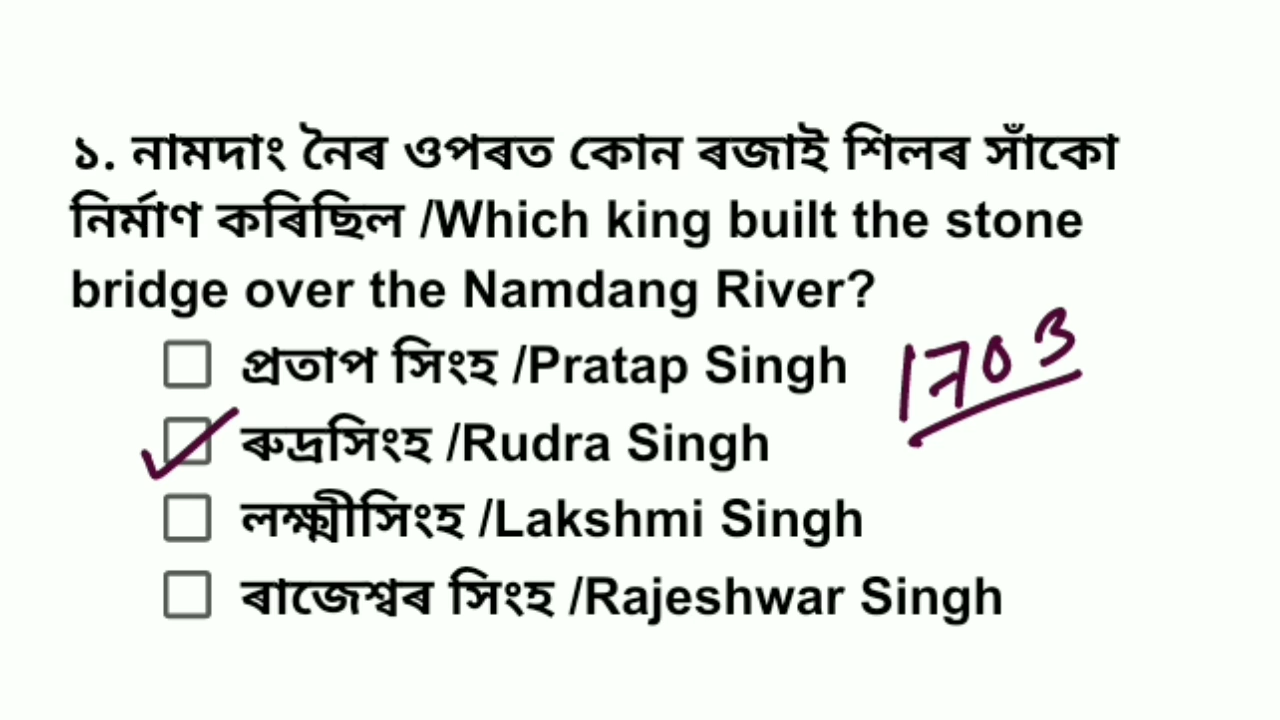 ১. নামদাং নৈৰ ওপৰত কোন ৰজাই শিলৰ সাঁকো
নিৰ্মাণ কৰিছিল /Which king built the stone
bridge over the Namdang River?
প্ৰতাপ সিংহ /Pratap Singh
1703
ৰুদ্ৰসিংহ /Rudra Singh
লক্ষ্মীসিংহ /Lakshmi Singh
ৰাজেশ্বৰ সিংহ /Rajeshwar Singh